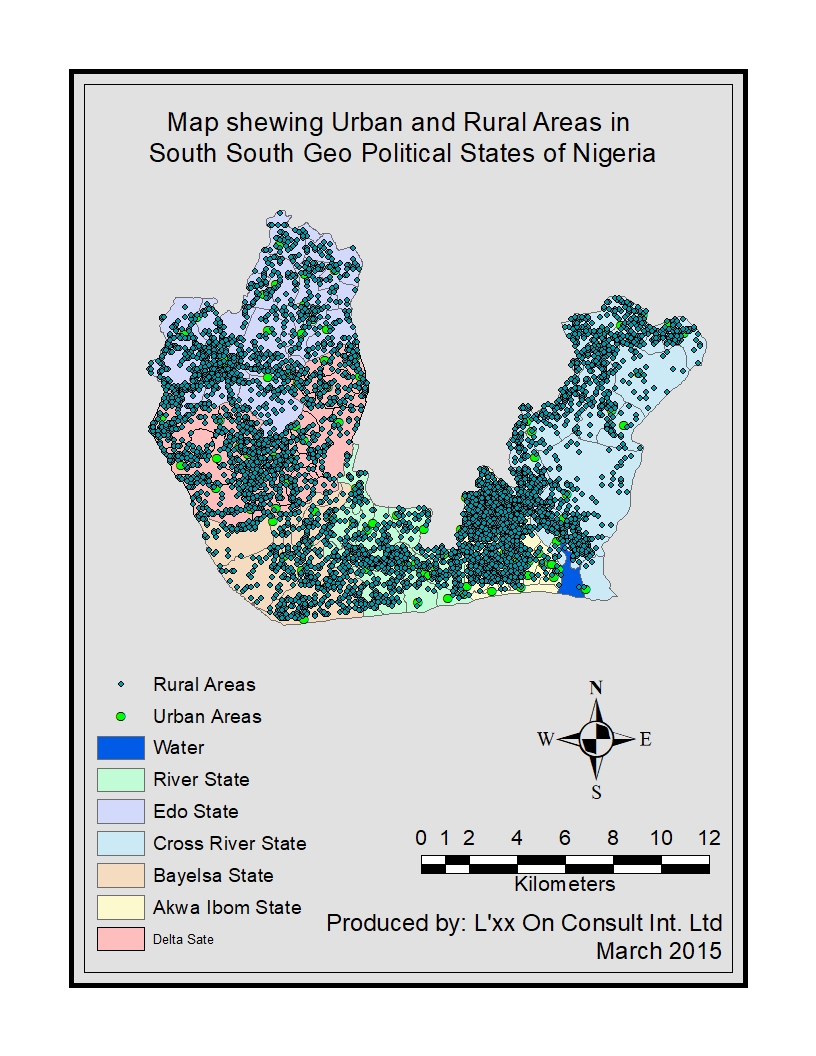 Map shewing Urban and Rural Areas in
South South Geo Political States of Nigeria
Rural Areas
Urban Areas
Water
River State
Edo State
Cross River State
Bayelsa State
Akwa Ibom State
Delta Sate
N
W E
S
0 1 2 4 6 8 10 12
Kilometers
Produced by: L'xx On Consult Int. Ltd
March 2015